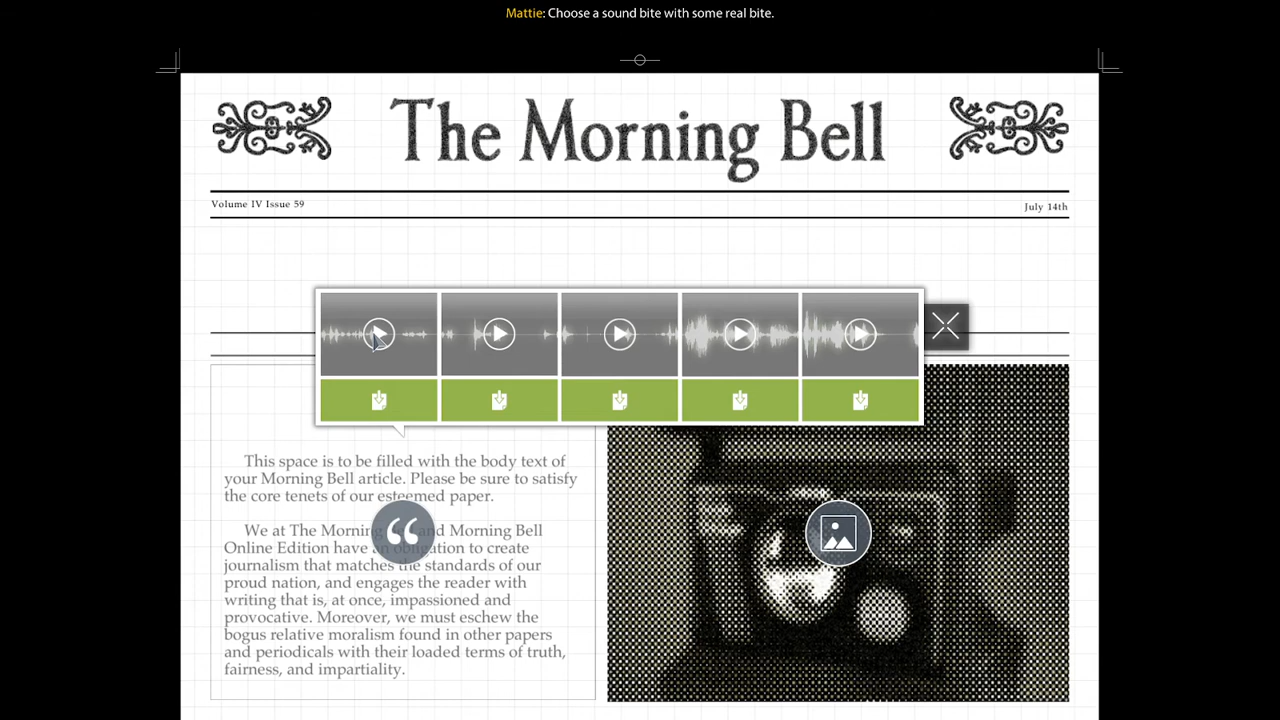 Mattie: Choose a sound bite with some real bite.
The Morning Bell
Volume IV Issue 59
July 14th
This space is to be filled with the body text of
your Morning Bell article. Please be sure to satisfy
the core tenets of our esteemed paper.
We at The Morning Bell and Morning Bell
Online Edition have an obligation to create
journalism that matches the standards of our
proud nation, and engages the reader with
writing that is, at once, impassioned and
provocative. Moreover, we must eschew the
bogus relative moralism found in other papers
and periodicals with their loaded terms of truth,
fairness, and impartiality.